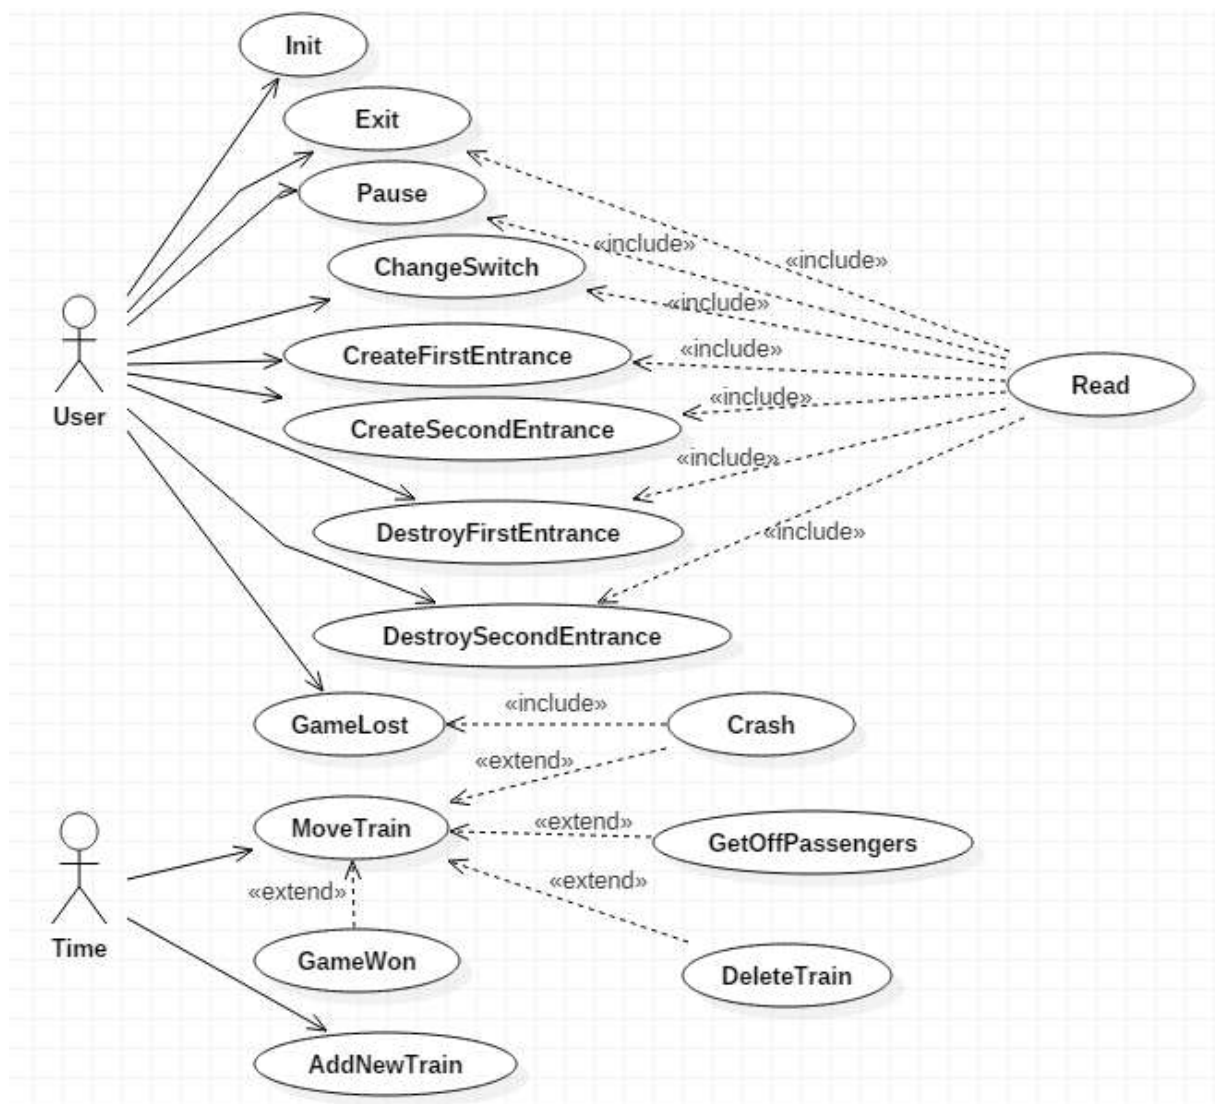 Init
Exit
Pause
«include»
ChangeSwitch
«include»
«include»
CreateFirstEntrance
«include»
Read
User
«include»
CreateSecondEntrance
«include»
DestroyFirstEntrance
«include»
DestroySecondEntrance
«include»
GameLost
Crash
«extend»
MoveTrain
«extend»
GetOffPassengers
«extend»
«extend»
Time
GameWon
DeleteTrain
AddNewTrain